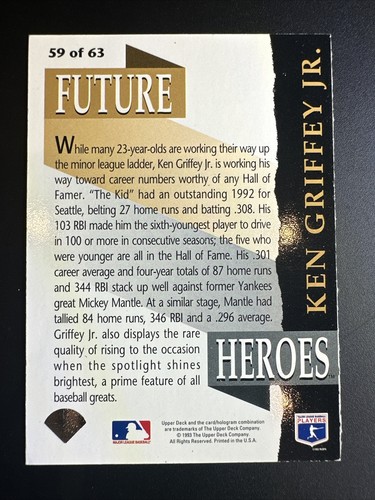 59 of 63
FUTURE
While many 23-year-olds are working their way up
the minor league ladder, Ken Griffey Jr. is working his
way toward career numbers worthy of any Hall of
Famer. "The Kid" had an outstanding 1992 for
Seattle, belting 27 home runs and batting .308. His
103 RBI made him the sixth-youngest player to drive
in 100 or more in consecutive seasons; the five who
were younger are all in the Hall of Fame. His .301
career average and four-year totals of 87 home runs
and 344 RBI stack up well against former Yankees
great Mickey Mantle. At a similar stage, Mantle had
tallied 84 home runs, 346 RBI and a .296 average.
Griffey Jr. also displays the rare
quality of rising to the occasion
when the spotlight shines
brightest, a prime feature of all
baseball greats.
HEROES™
KEN GRIFFEY JR.
MAJOR LEAGUE BASEBALL
Upper Deck and the card/hologram combination
are trademarks of The Upper Deck Company.
© 1993 The Upper Deck Company
All Rights Reserved. Printed in the U.S.A.
MAJOR LEAGUE BASEBALL
PLAYERS